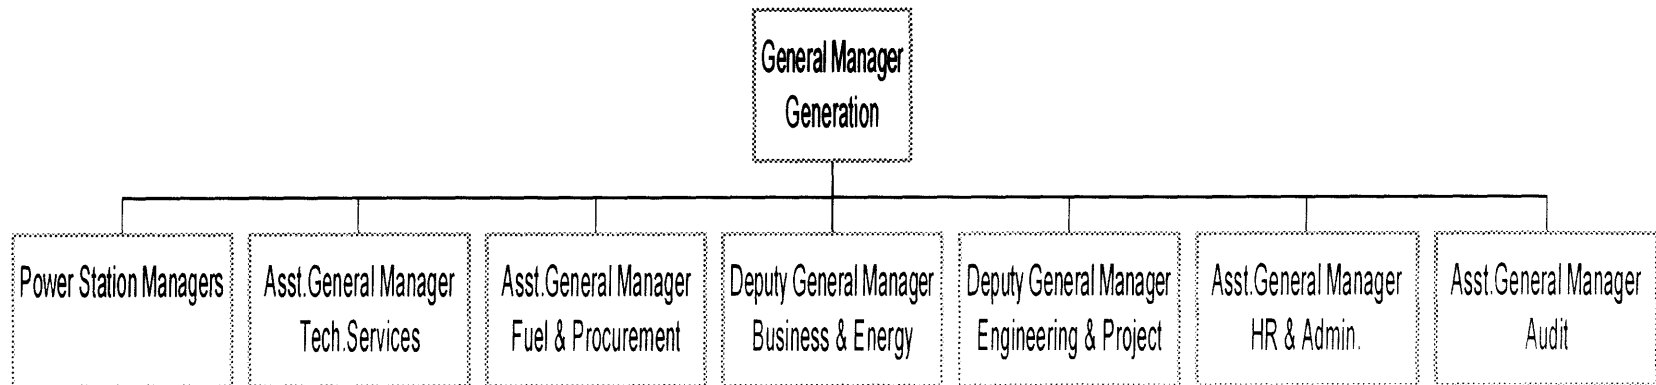 General Manager
Generation
Power Station Managers
Asst.General Manager
Tech.Services
Asst.General Manager
Fuel & Procurement
Deputy General Manager
Business & Energy
Deputy General Manager
Engineering & Project
Asst.General Manager
HR & Admin.
Asst.General Manager
Audit